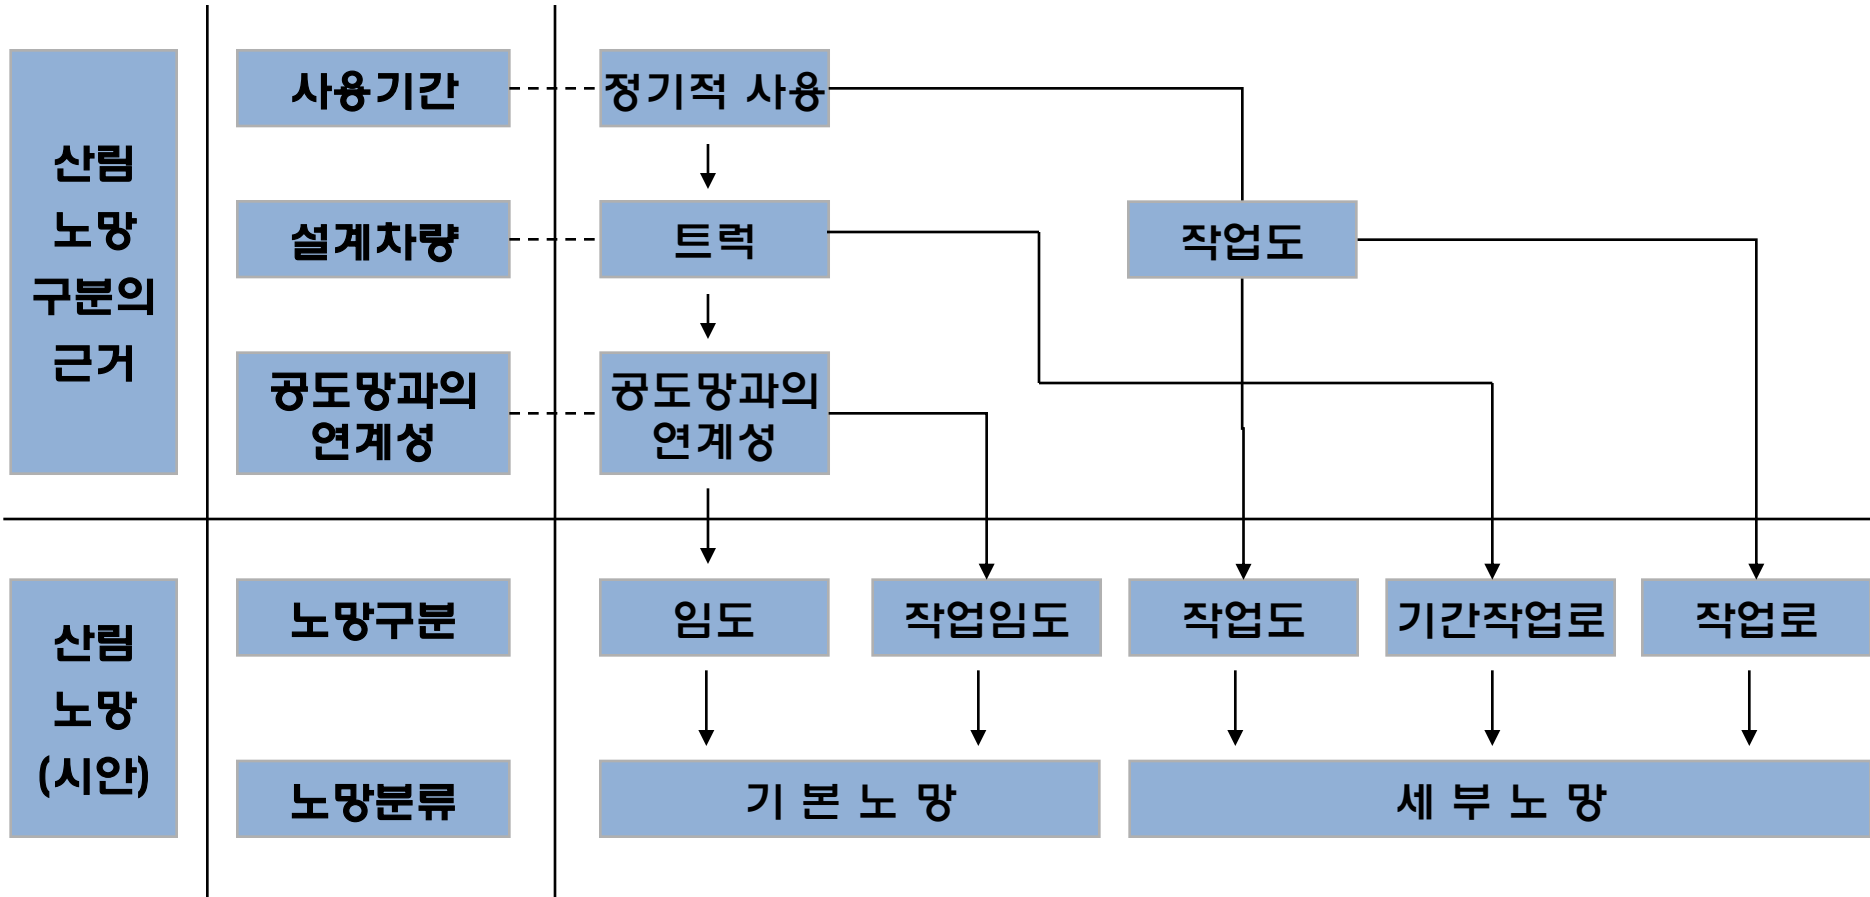 산림
노망
구분의
근거
사용기간
정기적 사용
설계차량
트럭
작업도
공도망과의
연계성
공도망과의
연계성
산림
노망
(시안)
노망구분
임도
작업임도
작업도
기간작업로
작업로
노망분류
기 본 노 망
세 부 노 망